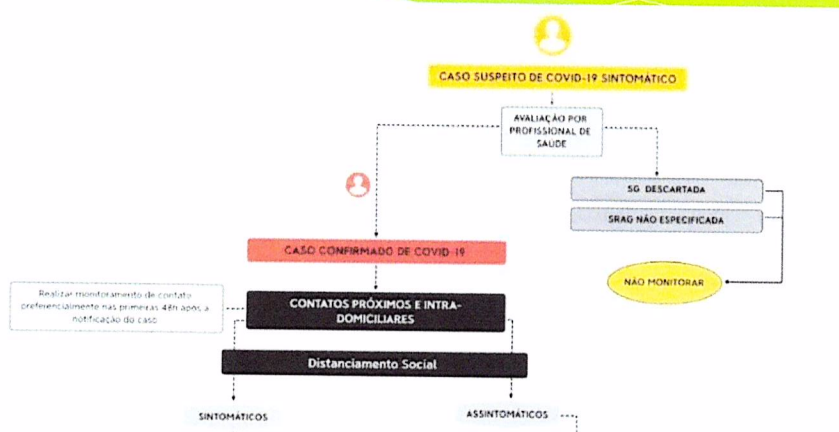 CASO SUSPEITO DE COVID-19 SINTOMÁTICO
AVALIAÇÃO POR
PROFISSIONAL DE
SAÚDE
SG DESCARTADA
SRAG NÃO ESPECIFICADA
NÃO MONITORAR
CASO CONFIRMADO DE COVID-19
Realizar monitoramento de contato
preferencialmente nas primeiras 48h após a
notificação do caso
CONTATOS PRÓXIMOS E INTRA-
DOMICILIARES
Distanciamento Social
SINTOMÁTICOS
ASSINTOMÁTICOS